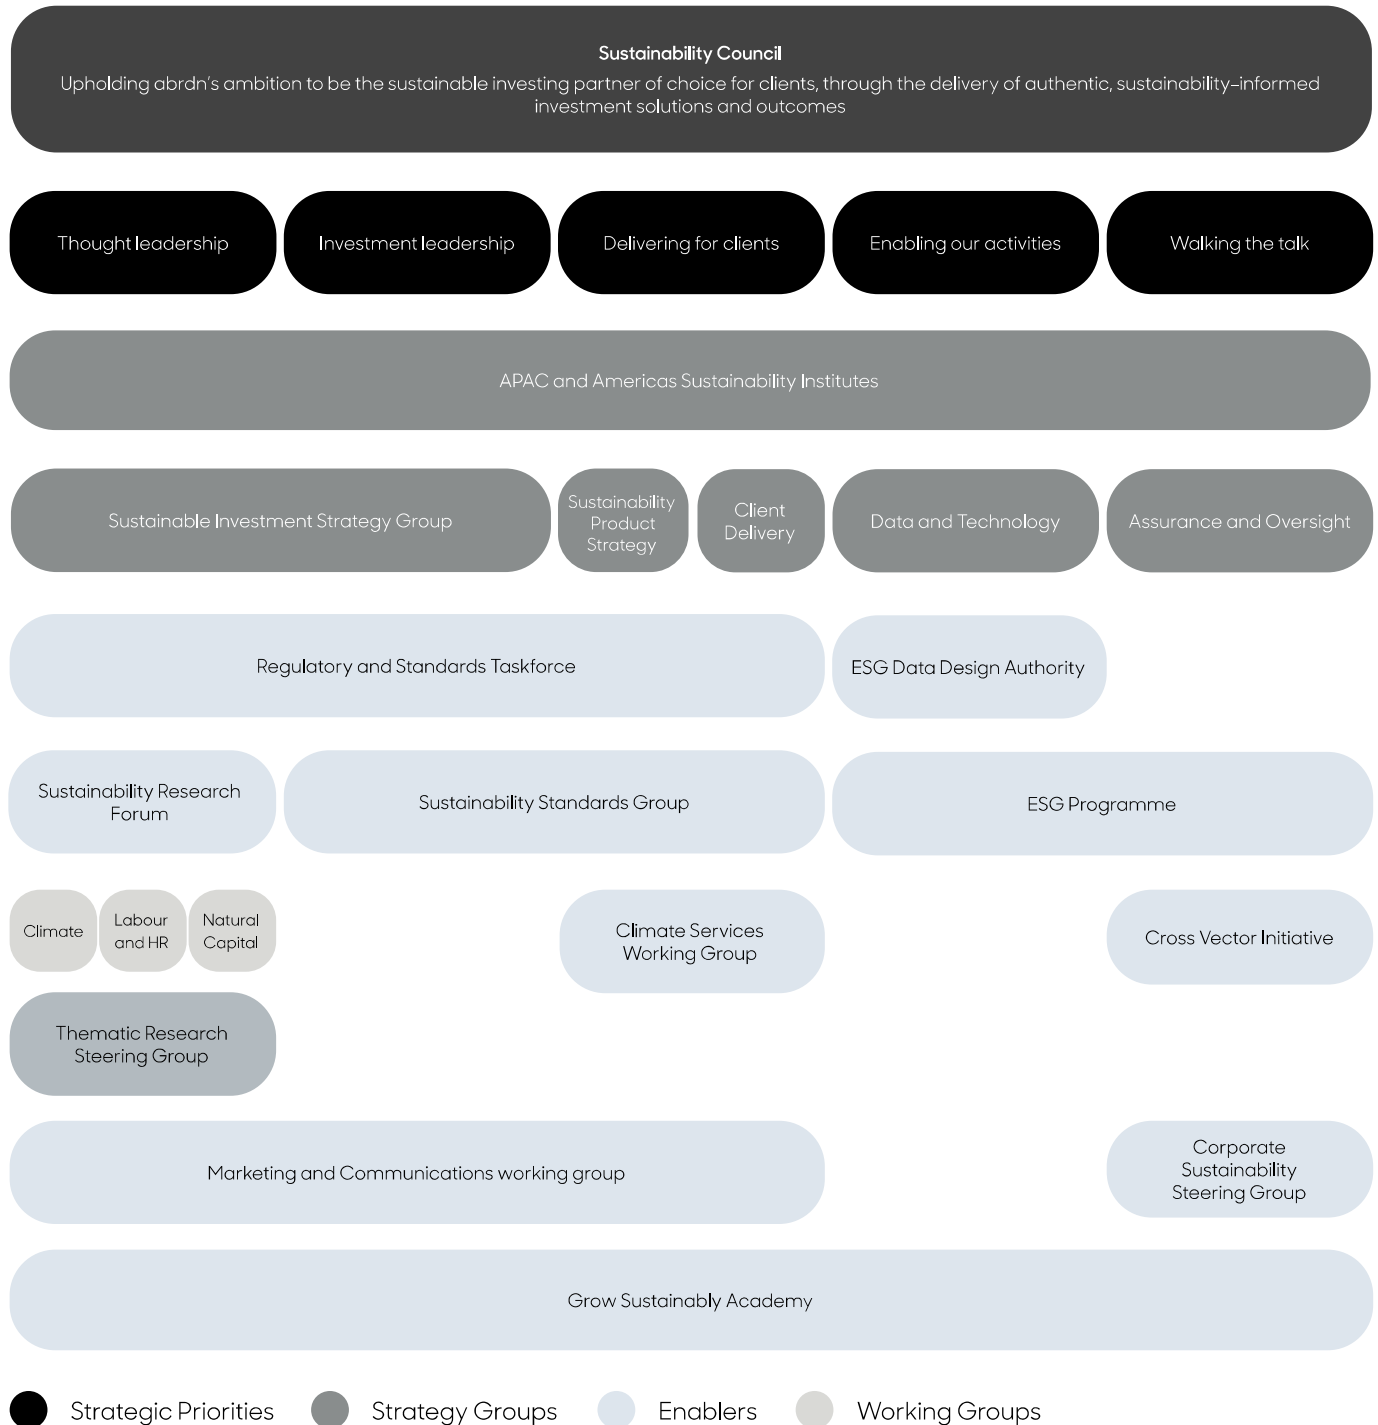 Sustainability Council
Upholding abrdn's ambition to be the sustainable investing partner of choice for clients, through the delivery of authentic, sustainability-informed
investment solutions and outcomes
Thought leadership
Investment leadership
Delivering for clients
Enabling our activities
Walking the talk
APAC and Americas Sustainability Institutes
Sustainable Investment Strategy Group
Sustainability
Product
Strategy
Client
Delivery
Data and Technology
Assurance and Oversight
Regulatory and Standards Taskforce
ESG Data Design Authority
Sustainability Research
Forum
Sustainability Standards Group
ESG Programme
Climate
Labour
and HR
Natural
Capital
Climate Services
Working Group
Cross Vector Initiative
Thematic Research
Steering Group
Marketing and Communications working group
Corporate
Sustainability
Steering Group
Grow Sustainably Academy
Strategic Priorities
Strategy Groups
Enablers
Working Groups